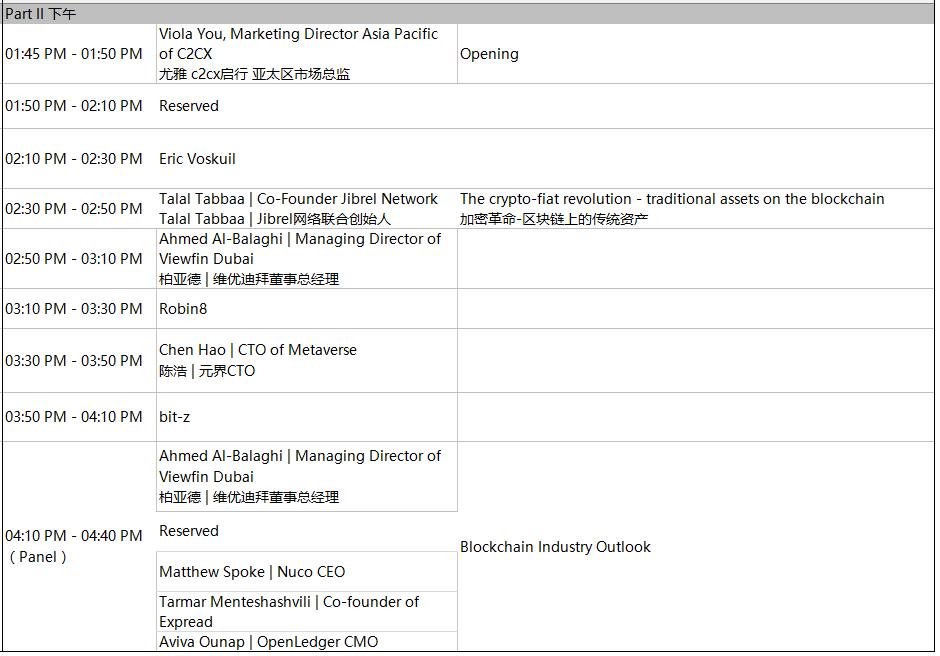 Part II 下午
01:45 PM - 01:50 PM
Viola You, Marketing Director Asia Pacific
of C2CX
尤雅 c2cx启行 亚太区市场总监
Opening
01:50 PM - 02:10 PM
Reserved
02:10 PM - 02:30 PM
Eric Voskuil
02:30 PM - 02:50 PM
Talal Tabbaa | Co-Founder Jibrel Network
Talal Tabbaa | Jibrel网络联合创始人
The crypto-fiat revolution - traditional assets on the blockchain
加密革命-区块链上的传统资产
02:50 PM - 03:10 PM
Ahmed Al-Balaghi | Managing Director of
Viewfin Dubai
柏亚德 | 维优迪拜董事总经理
03:10 PM - 03:30 PM
Robin8
03:30 PM - 03:50 PM
Chen Hao | CTO of Metaverse
陈浩 | 元界CTO
03:50 PM - 04:10 PM
bit-z
04:10 PM - 04:40 PM
（Panel）
Ahmed Al-Balaghi | Managing Director of
Viewfin Dubai
柏亚德 | 维优迪拜董事总经理
Reserved
Matthew Spoke | Nuco CEO
Tarmar Menteshashvili | Co-founder of
Expread
Aviva Ounap | OpenLedger CMO
Blockchain Industry Outlook